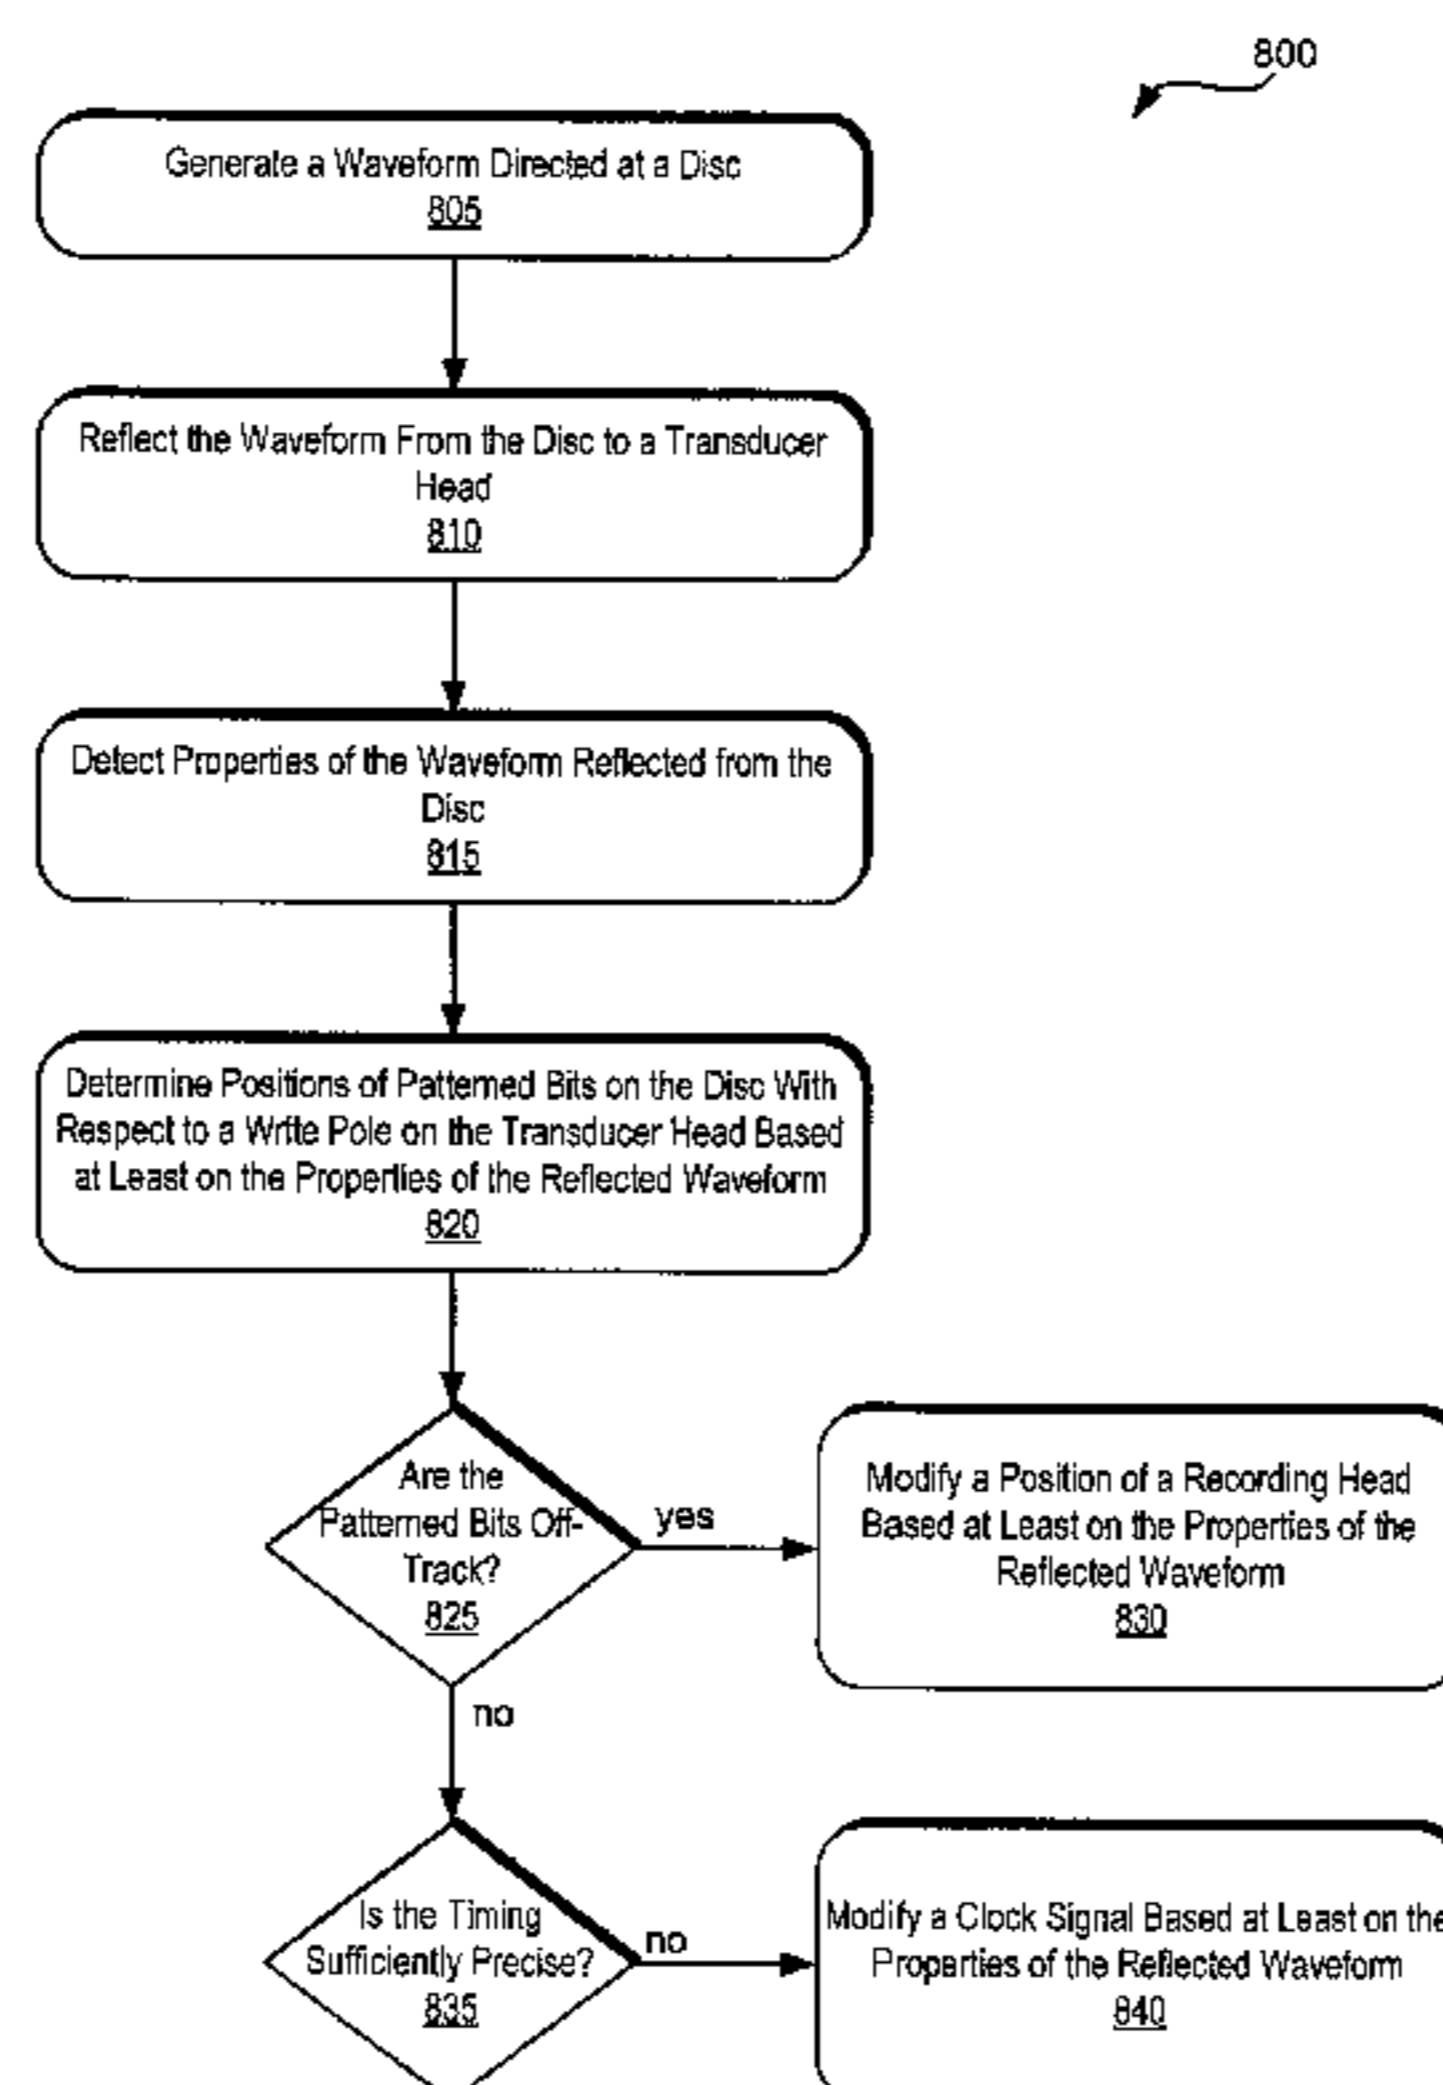 800
Generate a Waveform Directed at a Disc
805
Reflect the Waveform From the Disc to a Transducer
Head
810
Detect Properties of the Waveform Reflected from the
Disc
815
Determine Positions of Patterned Bits on the Disc With
Respect to a Write Pole on the Transducer Head Based
at Least on the Properties of the Reflected Waveform
820
Are the
Patterned Bits Off-
Track?
825
yes
Modify a Position of a Recording Head
Based at Least on the Properties of the
Reflected Waveform
830
no
Is the Timing
Sufficiently Precise?
835
no
Modify a Clock Signal Based at Least on the
Properties of the Reflected Waveform
840